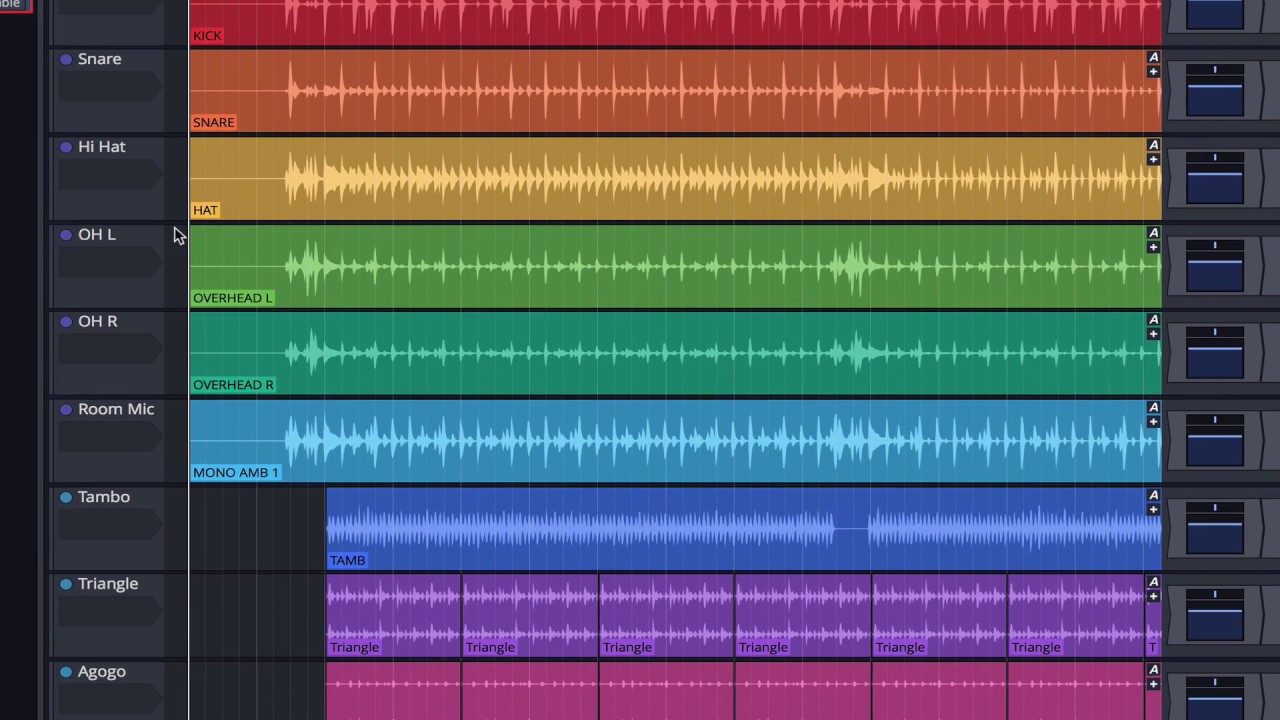 KICK
Snare
A
+
SNARE
Hi Hat
A
+
HAT
OH L
A
+
OVERHEAD L
OH R
A
+
OVERHEAD R
Room Mic
A
+
MONO AMB 1
Tambo
A
+
TAMB
Triangle
A
+
Triangle Triangle Triangle Triangle Triangle Triangle T
Agogo
A
+